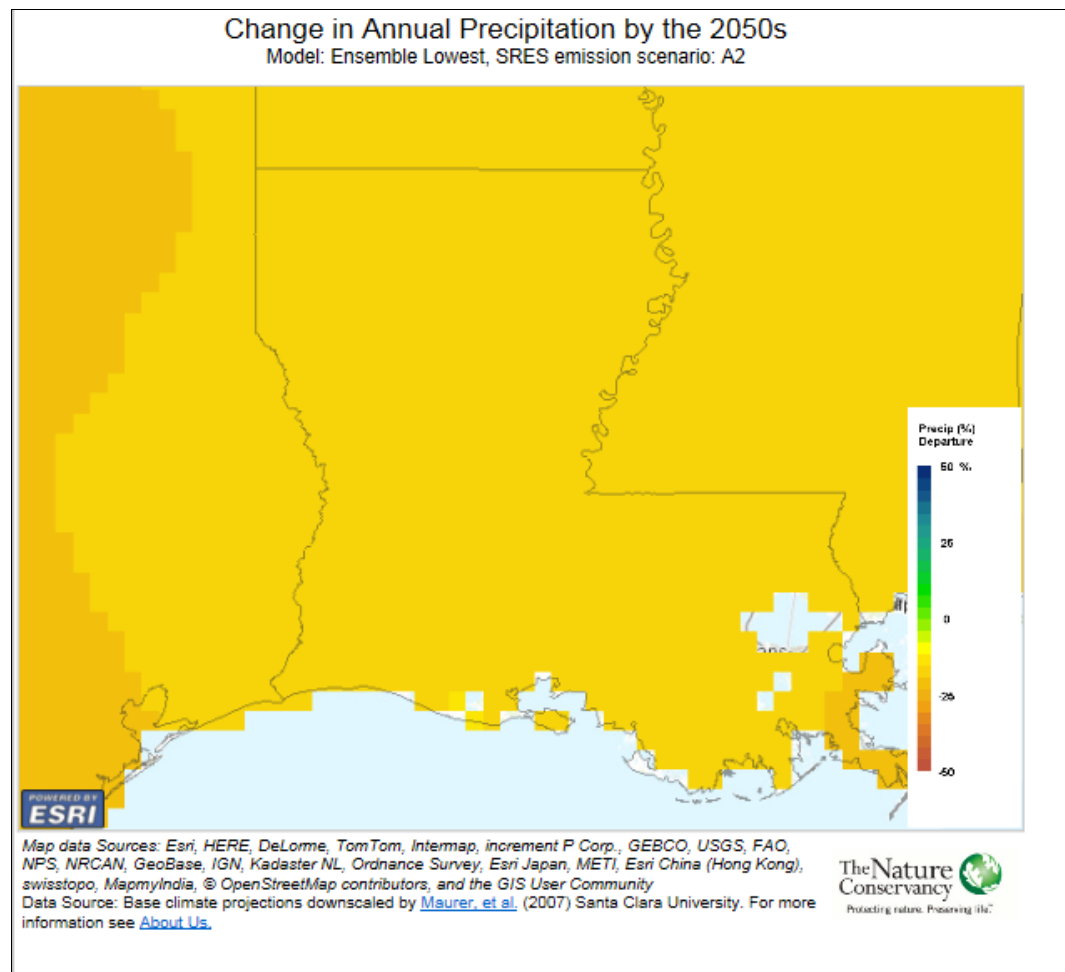 Change in Annual Precipitation by the 2050s
Model: Ensemble Lowest, SRES emission scenario: A2
Precip (%)
Departure
50 %
25
0
-25
-50
POWERED BY
ESRI
Map data Sources: Esri, HERE, DeLorme, TomTom, Intermap, increment P Corp., GEBCO, USGS, FAO,
NPS, NRCAN, GeoBase, IGN, Kadaster NL, Ordnance Survey, Esri Japan, METI, Esri China (Hong Kong),
swisstopo, MapmyIndia, © OpenStreetMap contributors, and the GIS User Community
Data Source: Base climate projections downscaled by Maurer, et al. (2007) Santa Clara University. For more
information see About Us.
The Nature
Conservancy
Protecting nature. Preserving life.™